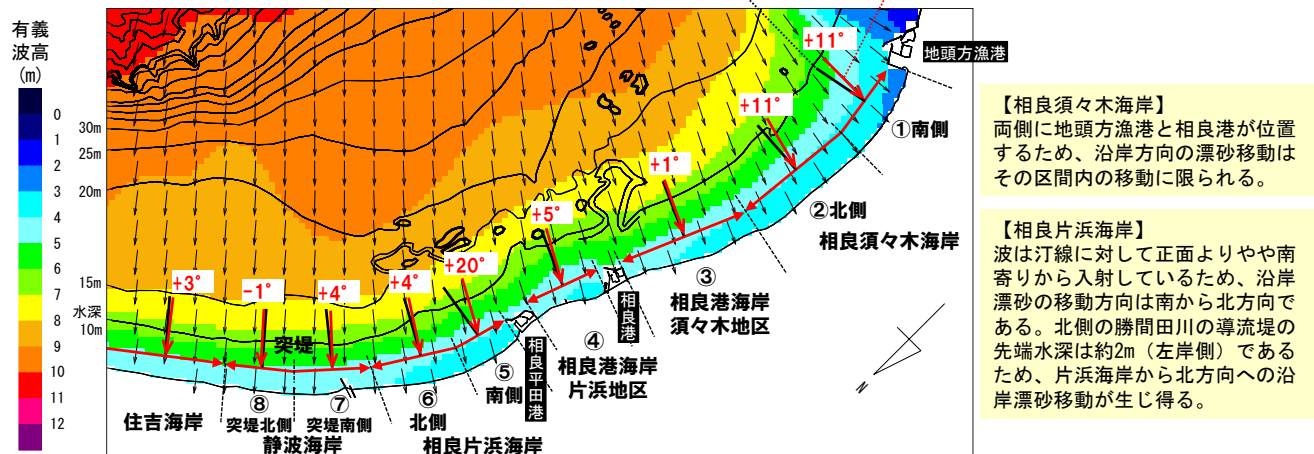 有義
波高
(m)
0
1
2
3
4
5
6
7
8
9
10
11
12
30m
25m
20m
15m
水深
10m
+11°
+11°
+1°
+5°
+20°
+4°
+4°
-1°
+3°
地頭方漁港
①南側
②北側
相良須々木海岸
③
相良港海岸
須々木地区
相良港
④
相良港海岸
片浜地区
相良平田港
⑤
南側
⑥
北側
相良片浜海岸
突堤
⑦
突堤南側
⑧
突堤北側
静波海岸
住吉海岸
N
【相良須々木海岸】
両側に地頭方漁港と相良港が位置
するため、沿岸方向の漂砂移動は
その区間内の移動に限られる。
【相良片浜海岸】
波は汀線に対して正面よりやや南
寄りから入射しているため、沿岸
漂砂の移動方向は南から北方向で
ある。北側の勝間田川の導流堤の
先端水深は約2m（左岸側）である
ため、片浜海岸から北方向への沿
岸漂砂移動が生じ得る。